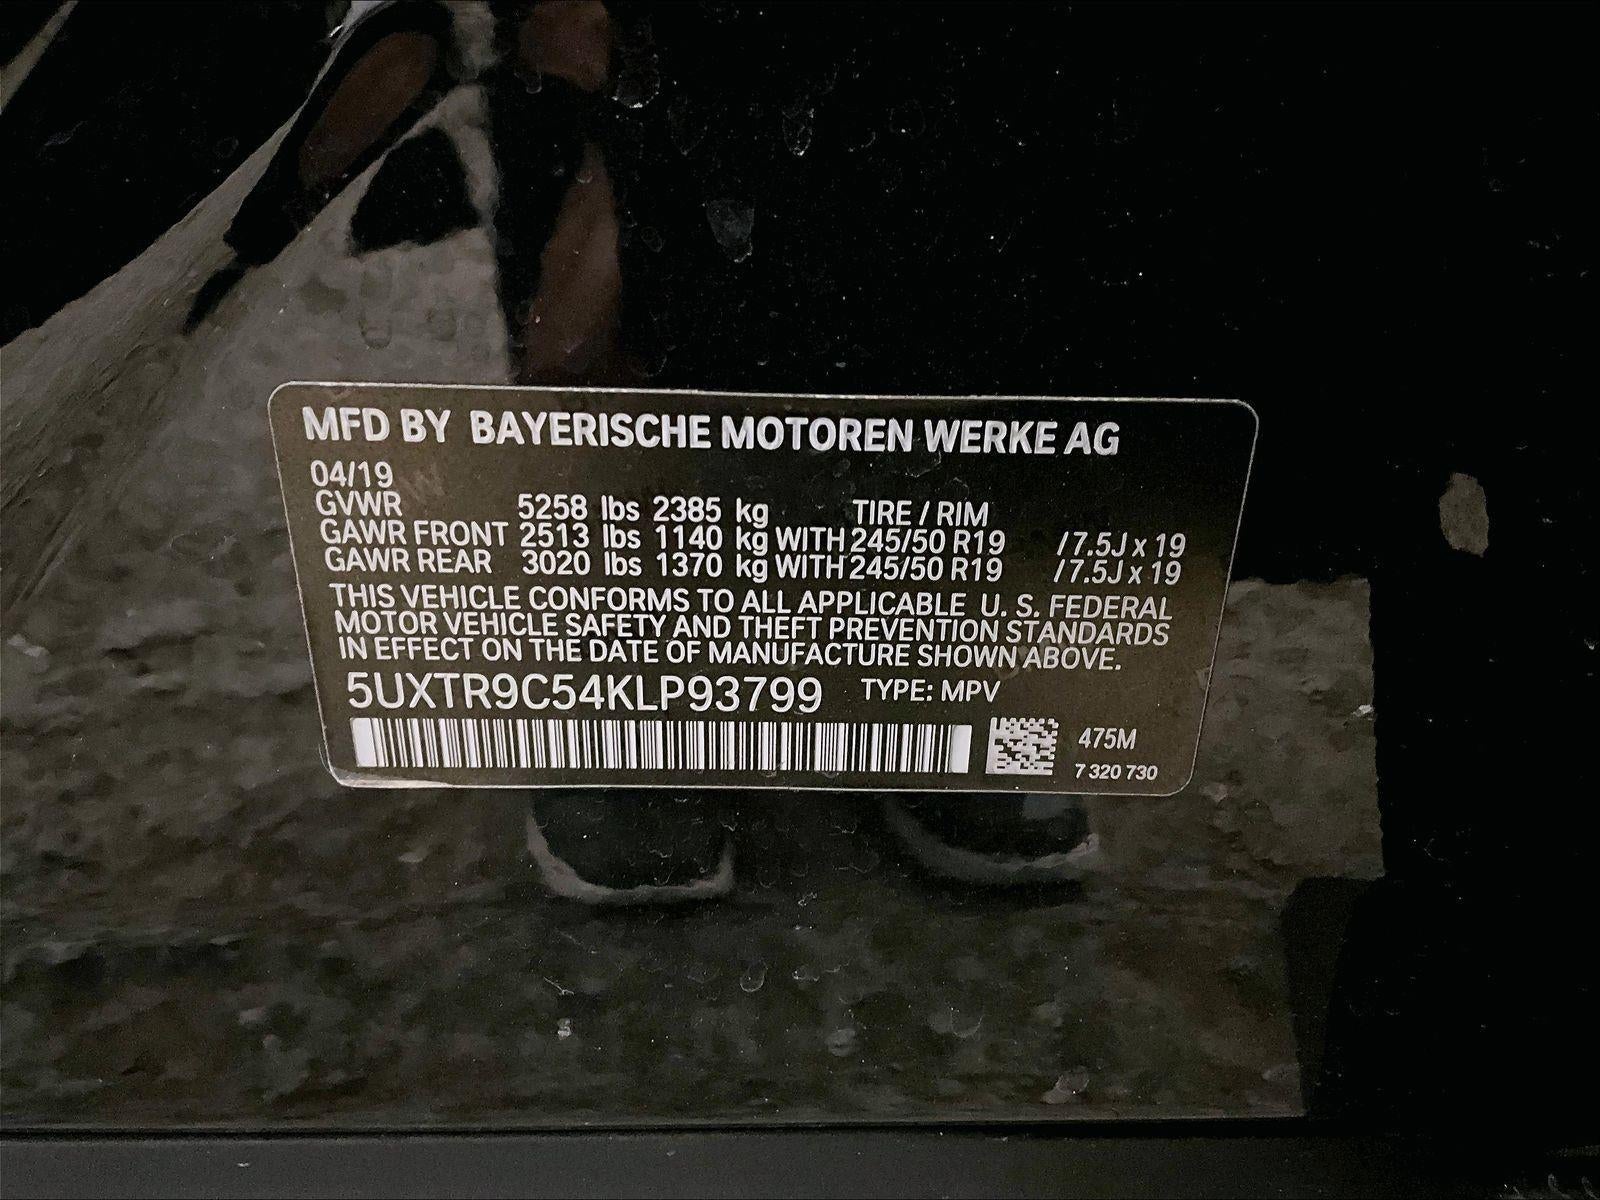 MFD BY BAYERISCHE MOTOREN WERKE AG
04/19
GVWR 5258 lbs 2385 kg TIRE / RIM
GAWR FRONT 2513 lbs 1140 kg WITH 245/50 R19 / 7.5J x 19
GAWR REAR 3020 lbs 1370 kg WITH 245/50 R19 / 7.5J x 19
THIS VEHICLE CONFORMS TO ALL APPLICABLE U. S. FEDERAL
MOTOR VEHICLE SAFETY AND THEFT PREVENTION STANDARDS
IN EFFECT ON THE DATE OF MANUFACTURE SHOWN ABOVE.
5UXTR9C54KLP93799 TYPE: MPV
475M
7 320 730